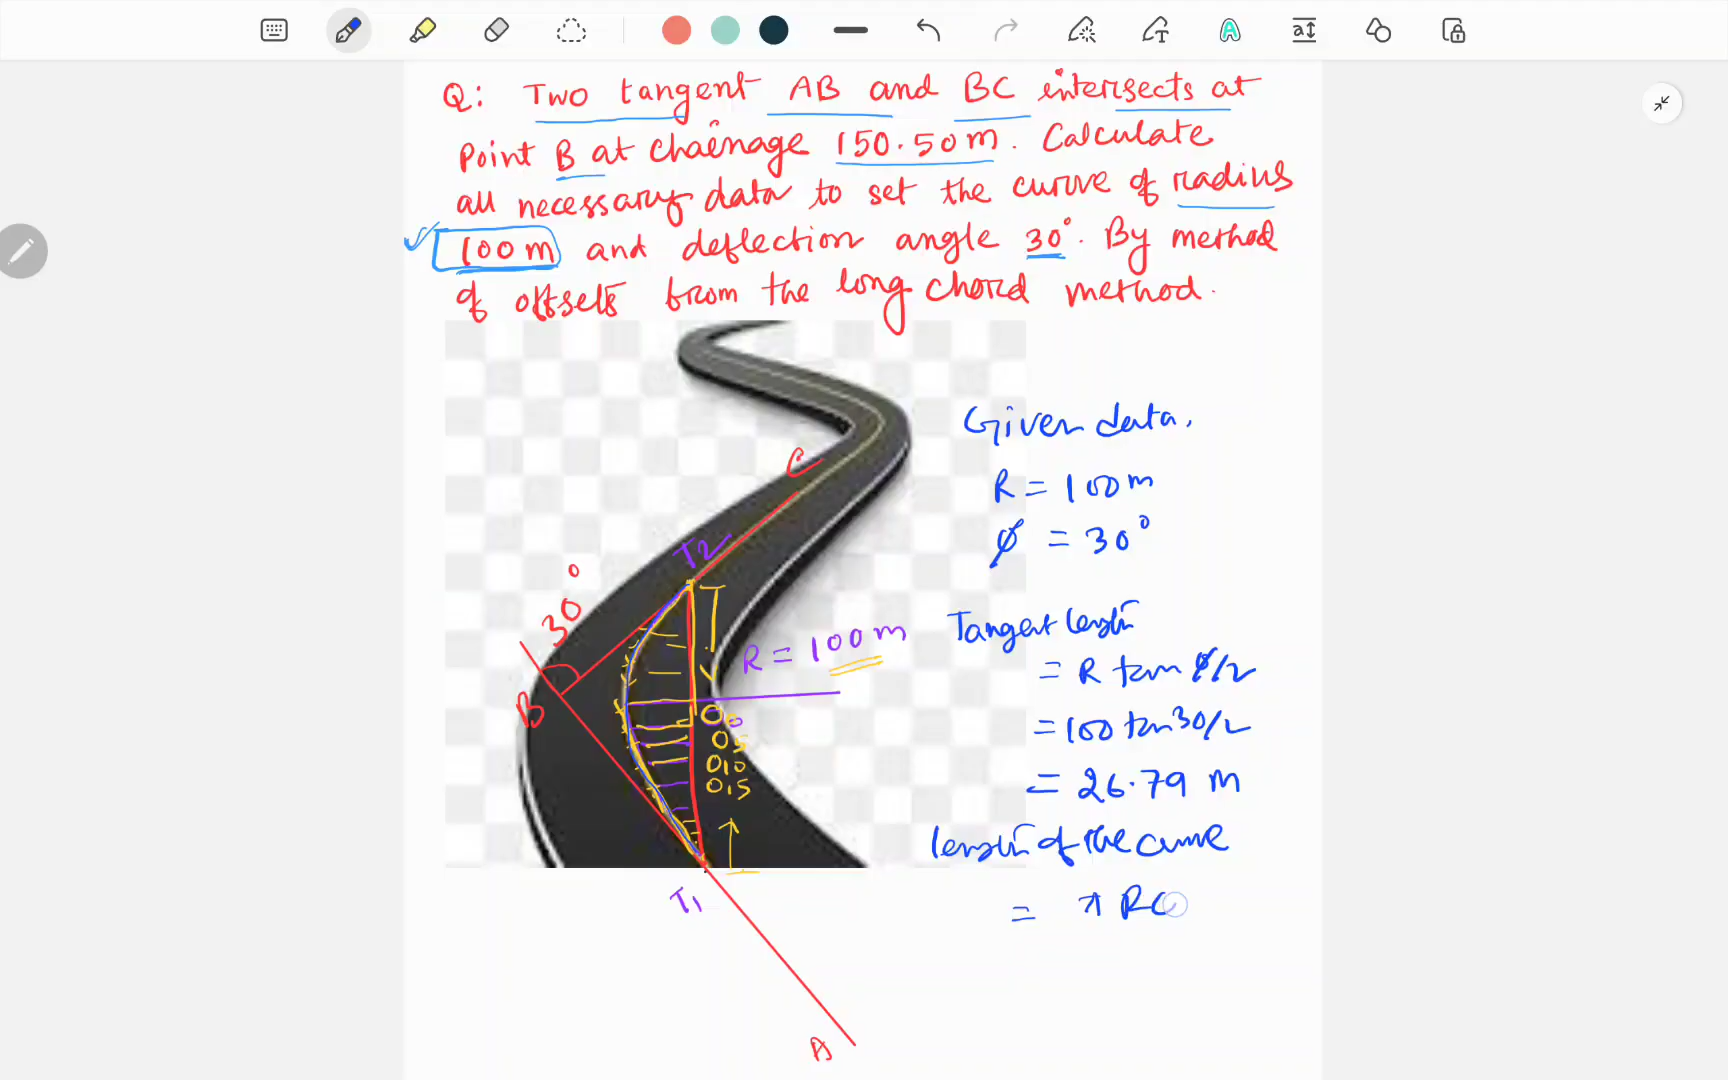 Q: Two tangent AB and BC intersects at
point B at chainage 150.50m. Calculate
all necessary data to set the curve of radius
100m and deflection angle 30°. By method
of offsets from the long chord method.
Given data,
R = 100m
ϕ = 30°
Tangent length
= R tan ϕ/2
= 100 tan 30/2
= 26.79 m
length of the curve
= π R
C
T2
30°
R = 100m
B
O0
O5
O10
O15
T1
A